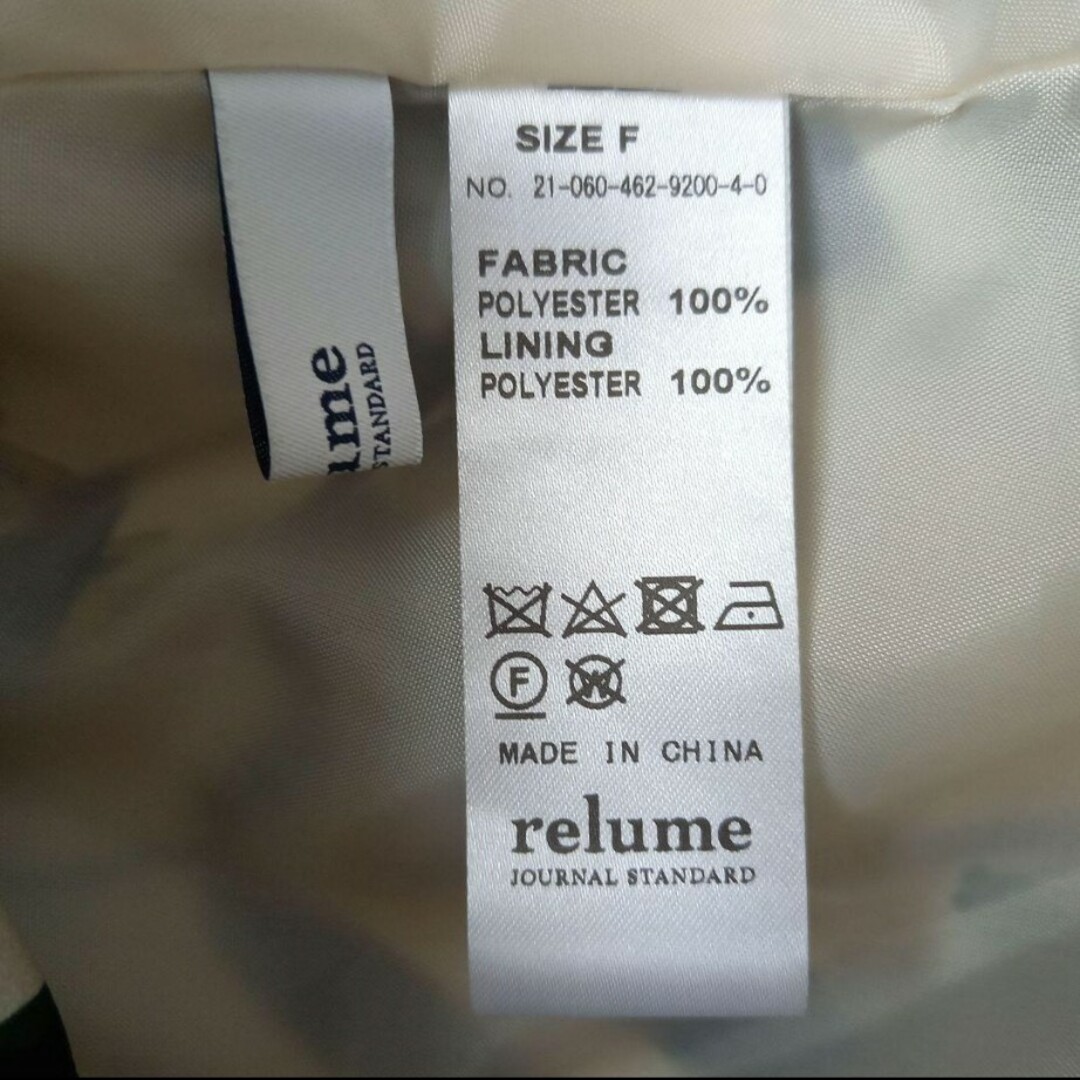 SIZE F
NO. 21-060-462-9200-4-0
FABRIC
POLYESTER 100%
LINING
POLYESTER 100%
F W
MADE IN CHINA
relume
JOURNAL STANDARD
STANDARD